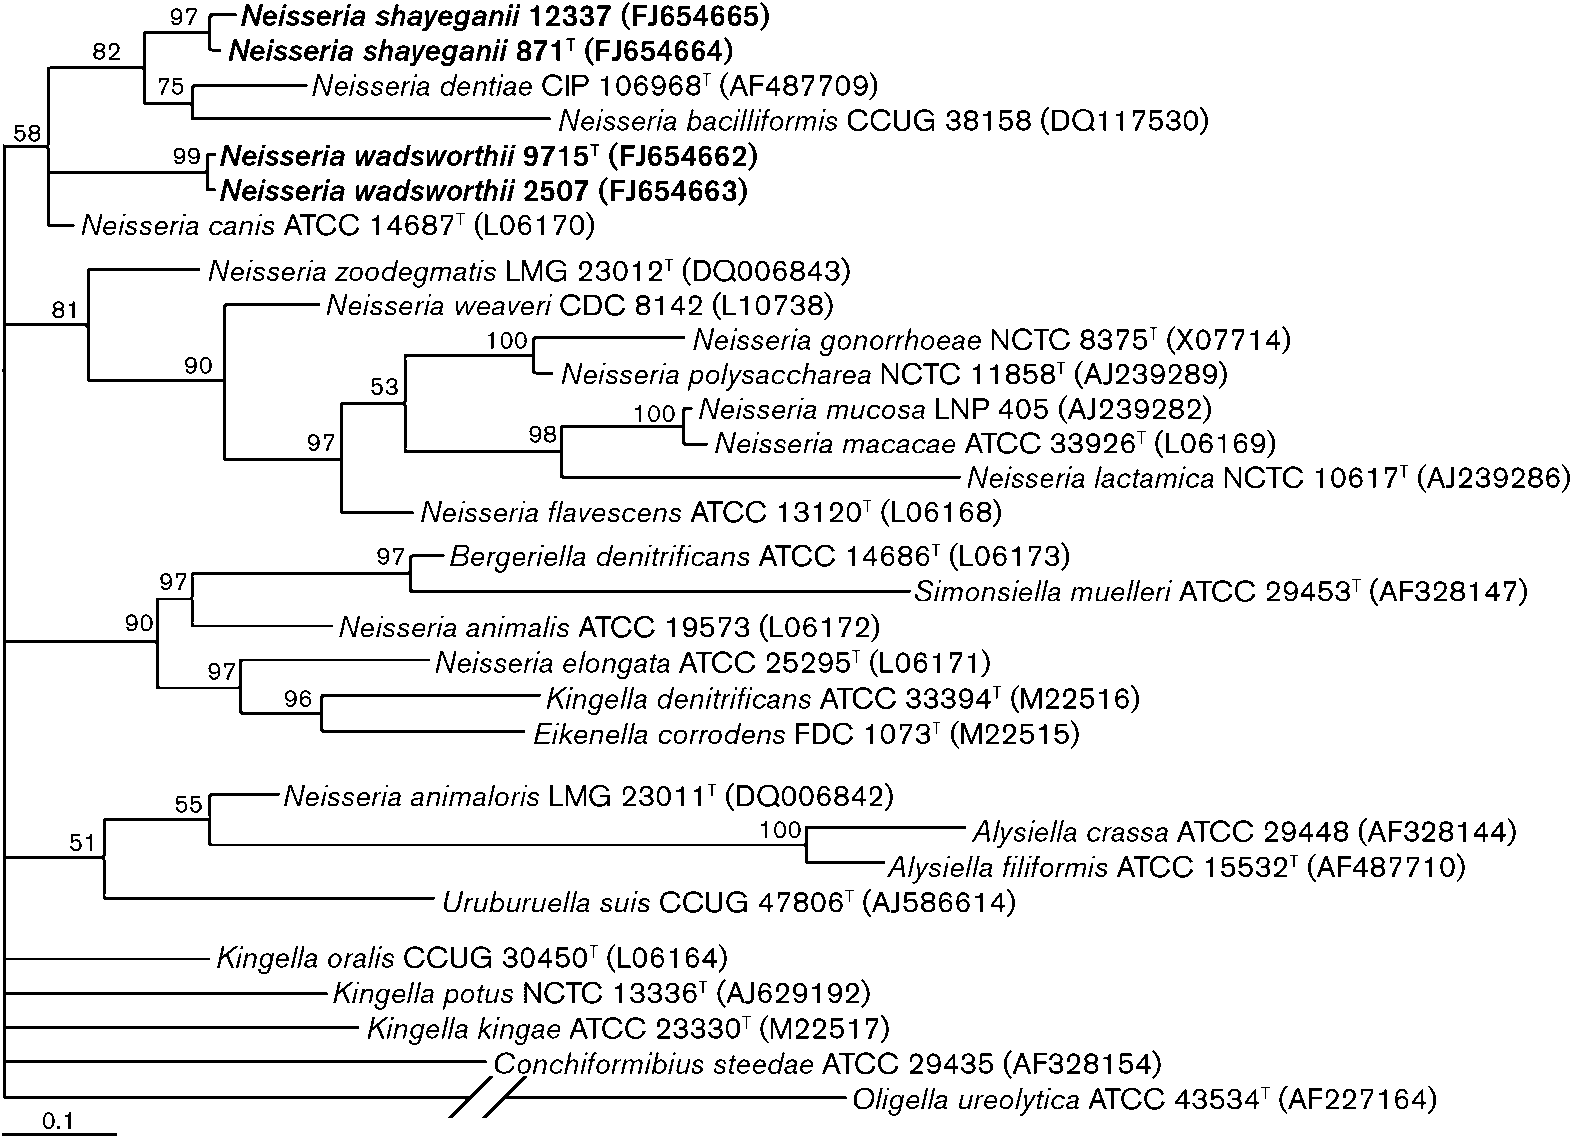 97 Neisseria shayeganii 12337 (FJ654665)
82 Neisseria shayeganii 871ᵀ (FJ654664)
75 Neisseria dentiae CIP 106968ᵀ (AF487709)
Neisseria bacilliformis CCUG 38158 (DQ117530)
58
99 Neisseria wadsworthii 9715ᵀ (FJ654662)
Neisseria wadsworthii 2507 (FJ654663)
Neisseria canis ATCC 14687ᵀ (L06170)
Neisseria zoodegmatis LMG 23012ᵀ (DQ006843)
81 Neisseria weaveri CDC 8142 (L10738)
100 Neisseria gonorrhoeae NCTC 8375ᵀ (X07714)
90 Neisseria polysaccharea NCTC 11858ᵀ (AJ239289)
53
100 Neisseria mucosa LNP 405 (AJ239282)
97 98 Neisseria macacae ATCC 33926ᵀ (L06169)
Neisseria lactamica NCTC 10617ᵀ (AJ239286)
Neisseria flavescens ATCC 13120ᵀ (L06168)
97 Bergeriella denitrificans ATCC 14686ᵀ (L06173)
97 Simonsiella muelleri ATCC 29453ᵀ (AF328147)
90 Neisseria animalis ATCC 19573 (L06172)
97 Neisseria elongata ATCC 25295ᵀ (L06171)
96 Kingella denitrificans ATCC 33394ᵀ (M22516)
Eikenella corrodens FDC 1073ᵀ (M22515)
55 Neisseria animaloris LMG 23011ᵀ (DQ006842)
100 Alysiella crassa ATCC 29448 (AF328144)
51
Alysiella filiformis ATCC 15532ᵀ (AF487710)
Uruburuella suis CCUG 47806ᵀ (AJ586614)
Kingella oralis CCUG 30450ᵀ (L06164)
Kingella potus NCTC 13336ᵀ (AJ629192)
Kingella kingae ATCC 23330ᵀ (M22517)
Conchiformibius steedae ATCC 29435 (AF328154)
Oligella ureolytica ATCC 43534ᵀ (AF227164)
0.1